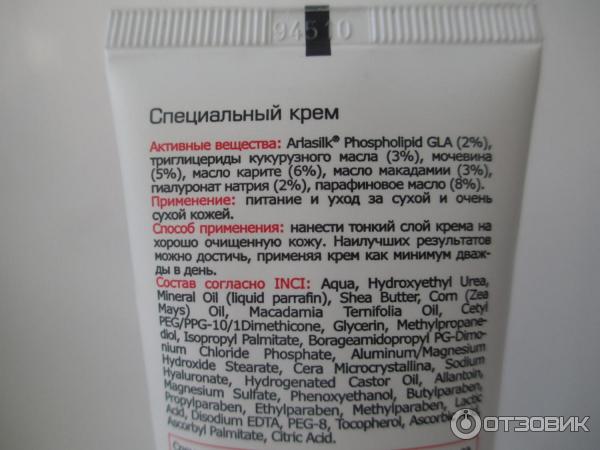 94510
Специальный крем
Активные вещества: Arlasilk® Phospholipid GLA (2%),
триглицериды кукурузного масла (3%), мочевина
(5%), масло карите (6%), масло макадамии (3%),
гиалуронат натрия (2%), парафиновое масло (8%).
Применение: питание и уход за сухой и очень
сухой кожей.
Способ применения: нанести тонкий слой крема на
хорошо очищенную кожу. Наилучших результатов
можно достичь, применяя крем как минимум дваж-
ды в день.
Состав согласно INCI: Aqua, Hydroxyethyl Urea,
Mineral Oil (liquid parrafin), Shea Butter, Corn (Zea
Mays) Oil, Macadamia Ternifolia Oil, Cetyl
PEG/PPG-10/1Dimethicone, Glycerin, Methylpropane-
diol, Isopropyl Palmitate, Borageamidopropyl PG-Dimo-
nium Chloride Phosphate, Aluminum/Magnesium
Hydroxide Stearate, Cera Microcrystallina, Sodium
Hyaluronate, Hydrogenated Castor Oil, Allantoin,
Magnesium Sulfate, Phenoxyethanol, Butylparaben,
Propylparaben, Ethylparaben, Methylparaben, Lactic
Acid, Disodium EDTA, PEG-8, Tocopherol, Ascorbe
Ascorbyl Palmitate, Citric Acid.
ОТЗОВИК